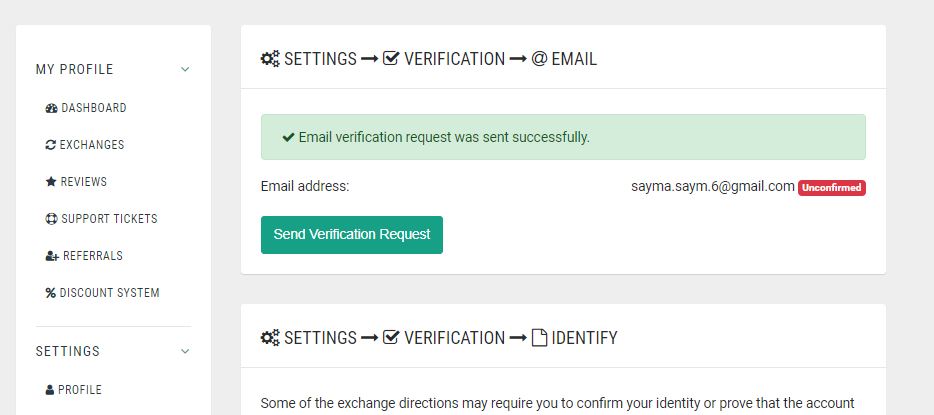 MY PROFILE
DASHBOARD
EXCHANGES
REVIEWS
SUPPORT TICKETS
REFERRALS
DISCOUNT SYSTEM
SETTINGS
PROFILE
SETTINGS → VERIFICATION → @ EMAIL
Email verification request was sent successfully.
Email address: sayma.saym.6@gmail.com Unconfirmed
Send Verification Request
SETTINGS → VERIFICATION → IDENTIFY
Some of the exchange directions may require you to confirm your identity or prove that the account